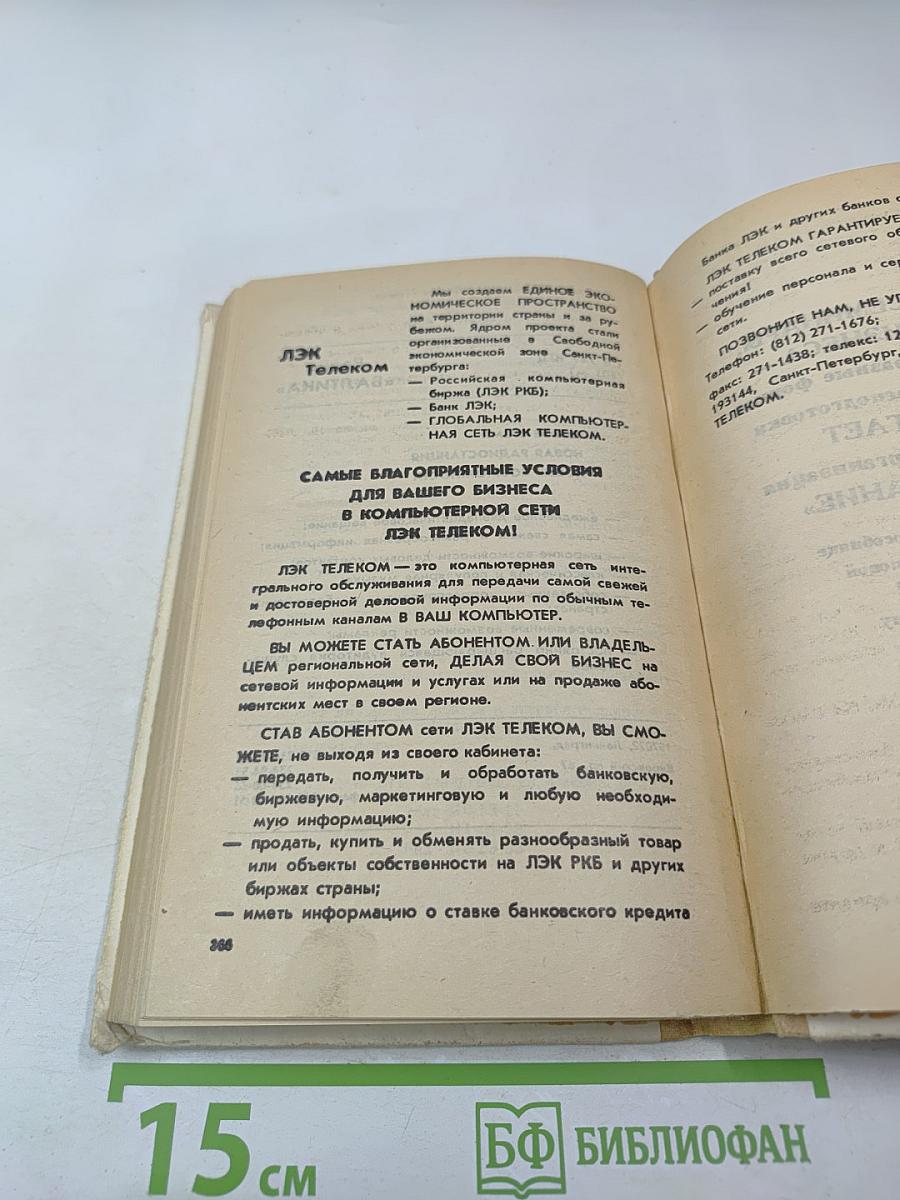 ЛЭК
Телеком
Мы создаем ЕДИНОЕ ЭКО-
НОМИЧЕСКОЕ ПРОСТРАНСТВО
на территории страны и за ру-
бежом. Ядром проекта стали
организованные в Свободной
экономической зоне Санкт-Пе-
тербурга:
— Российская компьютерная
биржа (ЛЭК РКБ);
— Банк ЛЭК;
— ГЛОБАЛЬНАЯ КОМПЬЮТЕР-
НАЯ СЕТЬ ЛЭК ТЕЛЕКОМ.
САМЫЕ БЛАГОПРИЯТНЫЕ УСЛОВИЯ
ДЛЯ ВАШЕГО БИЗНЕСА
В КОМПЬЮТЕРНОЙ СЕТИ
ЛЭК ТЕЛЕКОМ!
ЛЭК ТЕЛЕКОМ — это компьютерная сеть инте-
грального обслуживания для передачи самой свежей
и достоверной деловой информации по обычным те-
лефонным каналам В ВАШ КОМПЬЮТЕР.
ВЫ МОЖЕТЕ СТАТЬ АБОНЕНТОМ ИЛИ ВЛАДЕЛЬ-
ЦЕМ региональной сети, ДЕЛАЯ СВОЙ БИЗНЕС на
сетевой информации и услугах или на продаже або-
нентских мест в своем регионе.
СТАВ АБОНЕНТОМ сети ЛЭК ТЕЛЕКОМ, ВЫ СМО-
ЖЕТЕ, не выходя из своего кабинета:
— передать, получить и обработать банковскую,
биржевую, маркетинговую и любую необходи-
мую информацию;
— продать, купить и обменять разнообразный товар
или объекты собственности на ЛЭК РКБ и других
биржах страны;
— иметь информацию о ставке банковского кредита
366
Банка ЛЭК и других банков с
ЛЭК ТЕЛЕКОМ ГАРАНТИРУЕ
— поставку всего сетевого об
чения!
— обучение персонала и сер
сети.
ПОЗВОНИТЕ НАМ, НЕ УП
Телефон: (812) 271-1676;
факс: 271-1438; телекс: 12
193144, Санкт-Петербург,
ТЕЛЕКОМ.
15 см
БФ БИБЛИОФАН